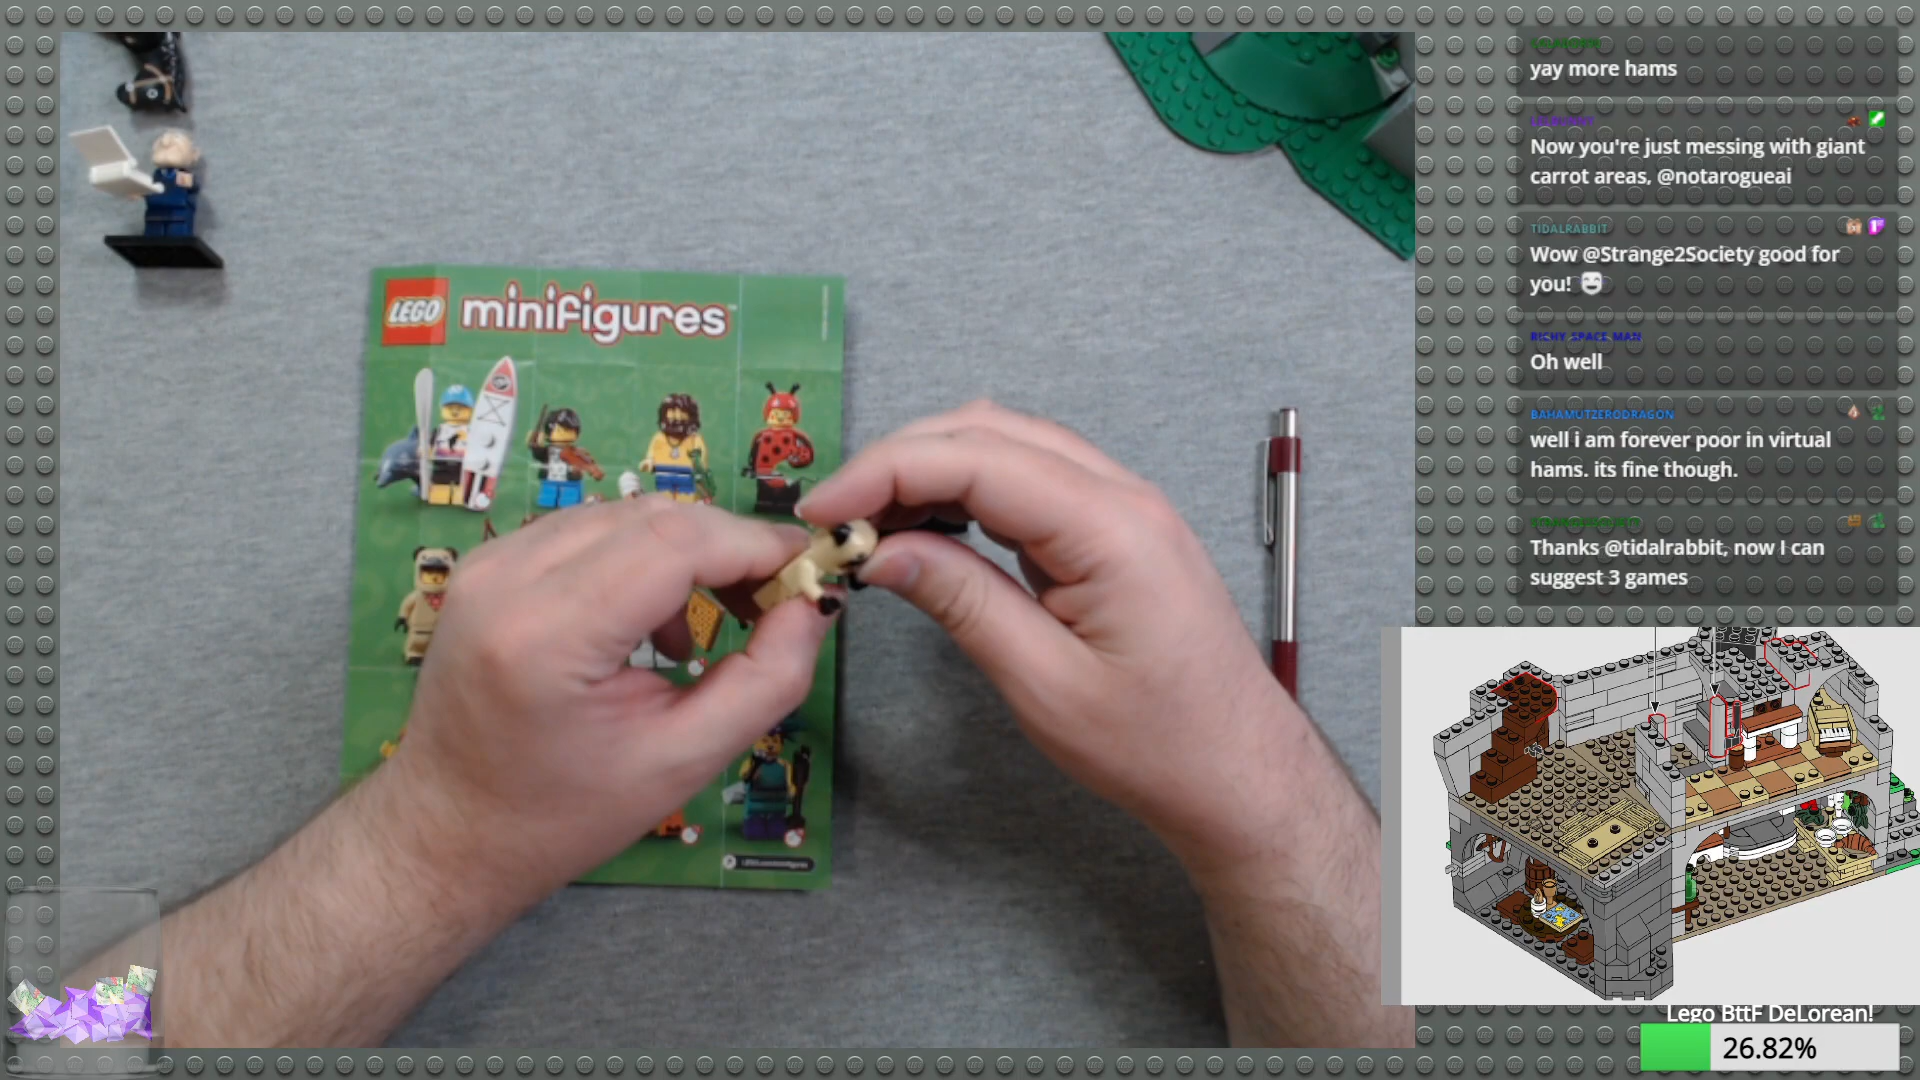 LEGO minifigures
yay more hams
Now you're just messing with giant
carrot areas, @notarogueai
TIDALRABBIT
Wow @Strange2Society good for
you!
RICHY_SPACE_MAN
Oh well
BAHAMUTZERODRAGON
well i am forever poor in virtual
hams. its fine though.
Thanks @tidalrabbit, now I can
suggest 3 games
Lego BttF DeLorean!
26.82%